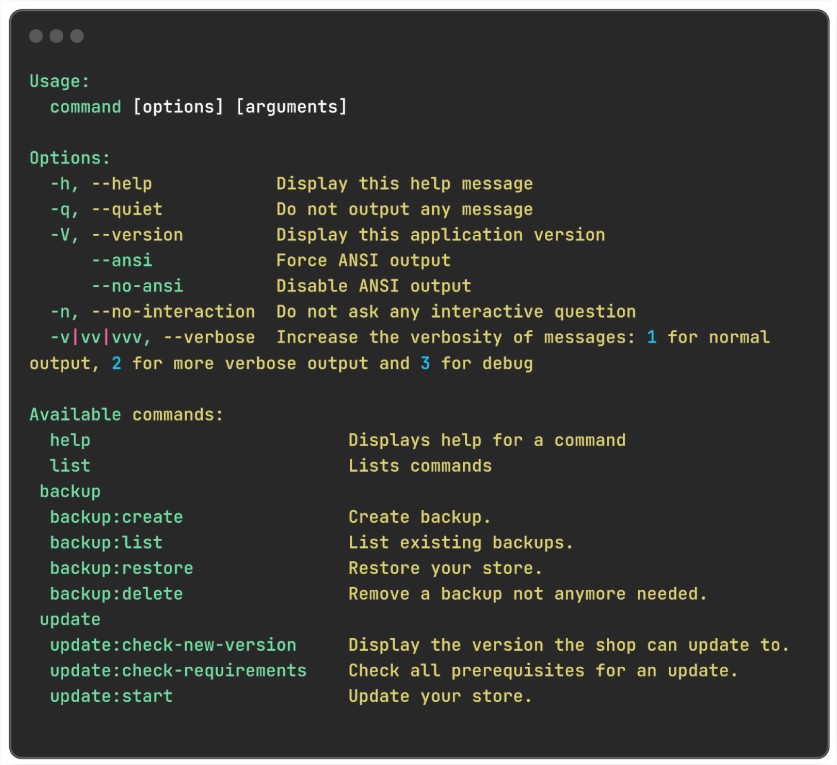 Usage:
  command [options] [arguments]

Options:
  -h, --help            Display this help message
  -q, --quiet           Do not output any message
  -V, --version         Display this application version
      --ansi            Force ANSI output
      --no-ansi         Disable ANSI output
  -n, --no-interaction  Do not ask any interactive question
  -v|vv|vvv, --verbose  Increase the verbosity of messages: 1 for normal
output, 2 for more verbose output and 3 for debug

Available commands:
  help                         Displays help for a command
  list                         Lists commands
 backup
  backup:create                Create backup.
  backup:list                  List existing backups.
  backup:restore               Restore your store.
  backup:delete                Remove a backup not anymore needed.
 update
  update:check-new-version     Display the version the shop can update to.
  update:check-requirements    Check all prerequisites for an update.
  update:start                 Update your store.